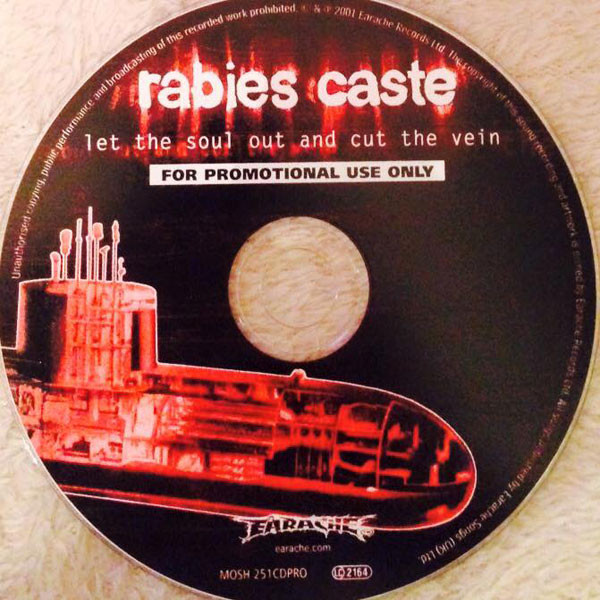 Unauthorised copying, public performance and broadcasting of this recorded work prohibited. © & ℗ 2001 Earache Records Ltd. The copyright of this sound recording and artwork is owned by Earache Records Ltd. All songs published by Earache Songs (UK) Ltd.
rabies caste
let the soul out and cut the vein
FOR PROMOTIONAL USE ONLY
EARACHE
earache.com
MOSH 251CDPRO
LC 2164